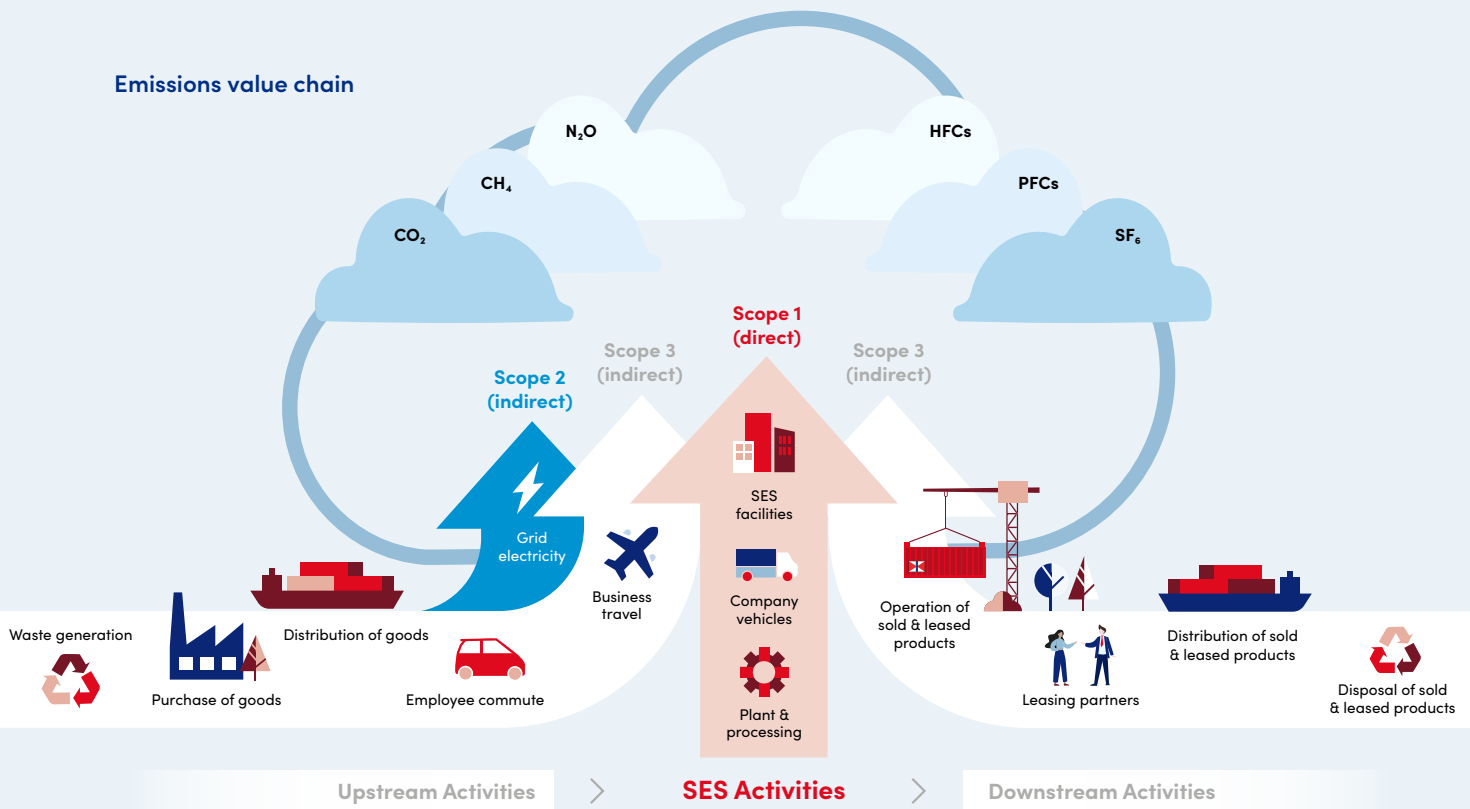 Emissions value chain
N₂O
HFCs
CH₄
PFCs
CO₂
SF₆
Scope 1
(direct)
Scope 3
(indirect)
Scope 3
(indirect)
Scope 2
(indirect)
SES
facilities
Grid
electricity
Business
travel
Company
vehicles
Operation of
sold & leased
products
Waste generation
Distribution of goods
Distribution of sold
& leased products
Purchase of goods
Employee commute
Plant &
processing
Leasing partners
Disposal of sold
& leased products
Upstream Activities
SES Activities
Downstream Activities